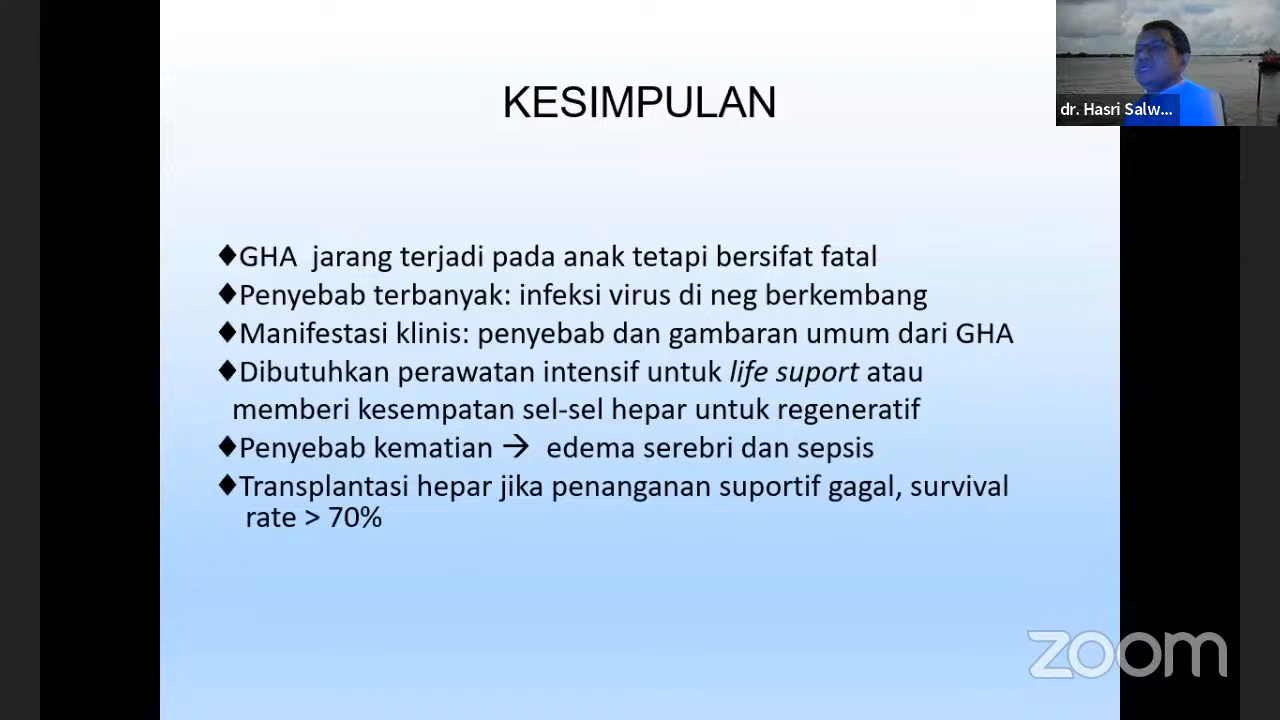 KESIMPULAN
dr. Hasri Salw...
♦GHA jarang terjadi pada anak tetapi bersifat fatal
♦Penyebab terbanyak: infeksi virus di neg berkembang
♦Manifestasi klinis: penyebab dan gambaran umum dari GHA
♦Dibutuhkan perawatan intensif untuk life suport atau
memberi kesempatan sel-sel hepar untuk regeneratif
♦Penyebab kematian → edema serebri dan sepsis
♦Transplantasi hepar jika penanganan suportif gagal, survival
rate > 70%
zoom